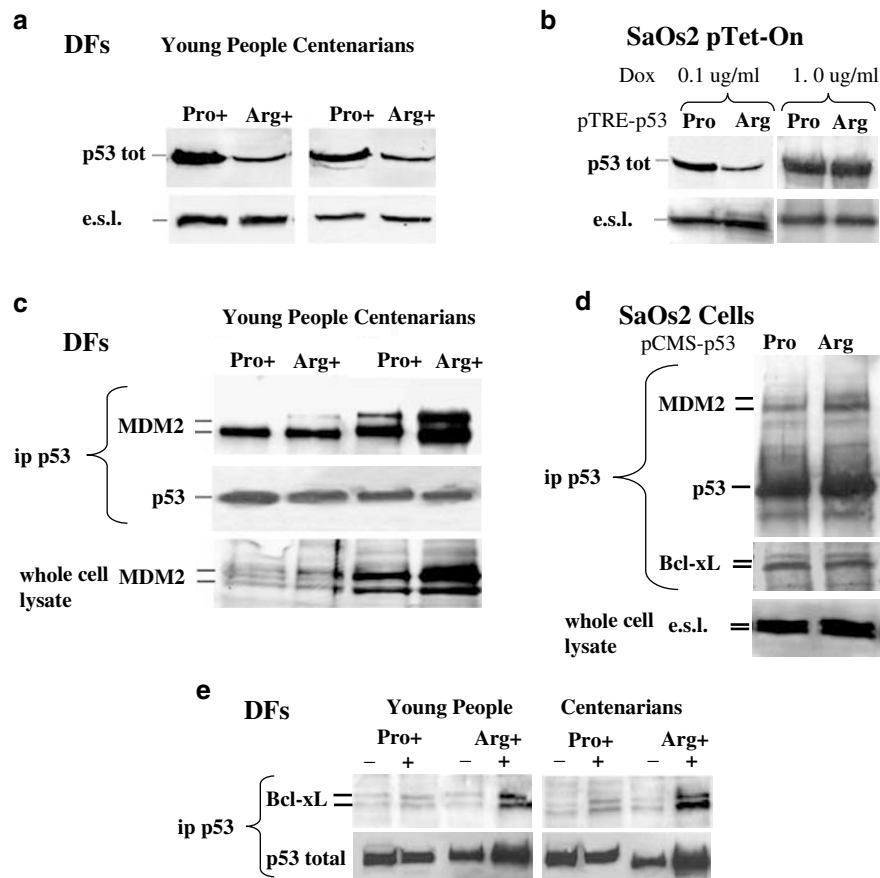 a
DFs
Young People Centenarians
Pro+ Arg+ Pro+ Arg+
p53 tot
e.s.l.
b
SaOs2 pTet-On
Dox 0.1 ug/ml 1. 0 ug/ml
pTRE-p53 Pro Arg Pro Arg
p53 tot
e.s.l.
c
DFs
Young People Centenarians
Pro+ Arg+ Pro+ Arg+
ip p53
MDM2
p53
whole cell lysate
MDM2
d
SaOs2 Cells
pCMS-p53 Pro Arg
ip p53
MDM2
p53
Bcl-xL
whole cell lysate
e.s.l.
e
DFs
Young People Centenarians
Pro+ Arg+ Pro+ Arg+
– + – + – + – +
ip p53
Bcl-xL
p53 total